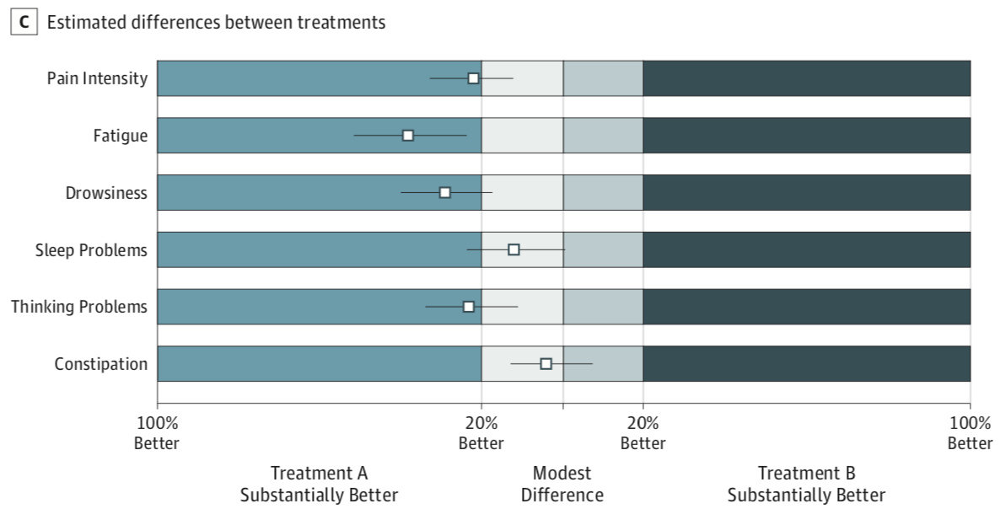 C Estimated differences between treatments
Pain Intensity
Fatigue
Drowsiness
Sleep Problems
Thinking Problems
Constipation
100%
Better
20%
Better
20%
Better
100%
Better
Treatment A
Substantially Better
Modest
Difference
Treatment B
Substantially Better